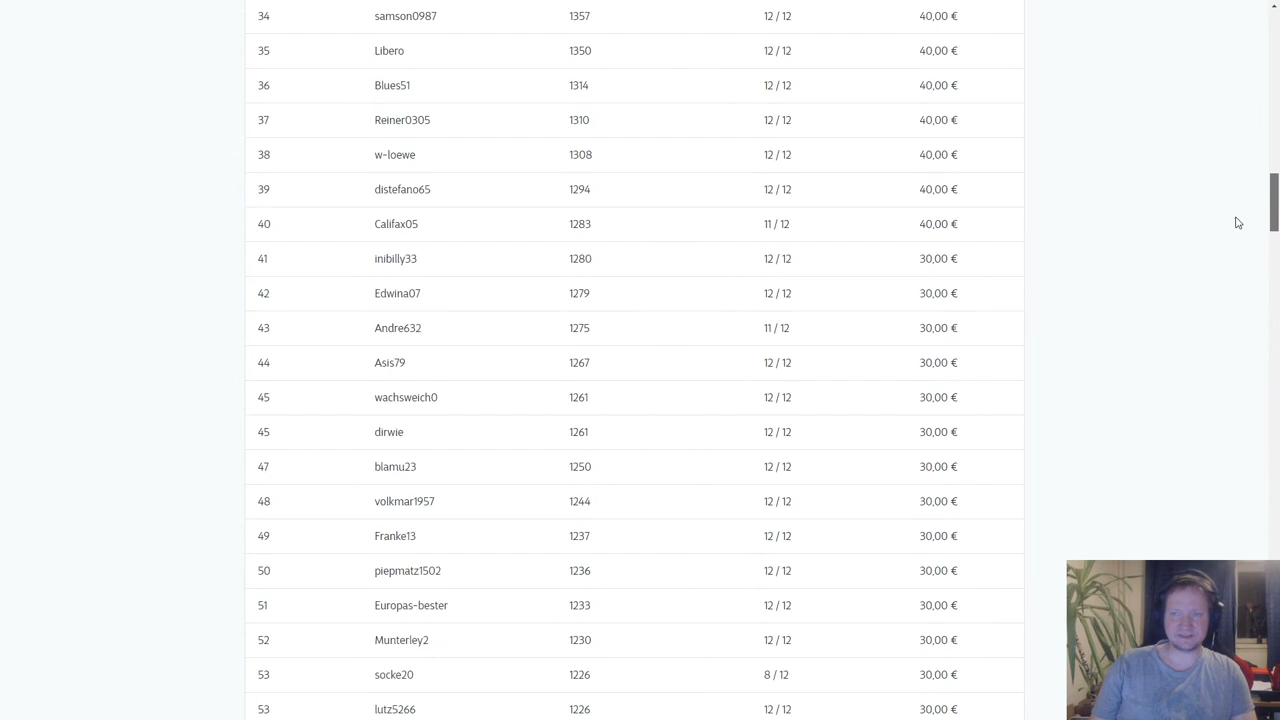 34 samson0987 1357 12 / 12 40,00 €
35 Libero 1350 12 / 12 40,00 €
36 Blues51 1314 12 / 12 40,00 €
37 Reiner0305 1310 12 / 12 40,00 €
38 w-loewe 1308 12 / 12 40,00 €
39 distefano65 1294 12 / 12 40,00 €
40 Califax05 1283 11 / 12 40,00 €
41 inibilly33 1280 12 / 12 30,00 €
42 Edwina07 1279 12 / 12 30,00 €
43 Andre632 1275 11 / 12 30,00 €
44 Asis79 1267 12 / 12 30,00 €
45 wachsweich0 1261 12 / 12 30,00 €
45 dirwie 1261 12 / 12 30,00 €
47 blamu23 1250 12 / 12 30,00 €
48 volkmar1957 1244 12 / 12 30,00 €
49 Franke13 1237 12 / 12 30,00 €
50 piepmatz1502 1236 12 / 12 30,00 €
51 Europas-bester 1233 12 / 12 30,00 €
52 Munterley2 1230 12 / 12 30,00 €
53 socke20 1226 8 / 12 30,00 €
53 lutz5266 1226 12 / 12 30,00 €